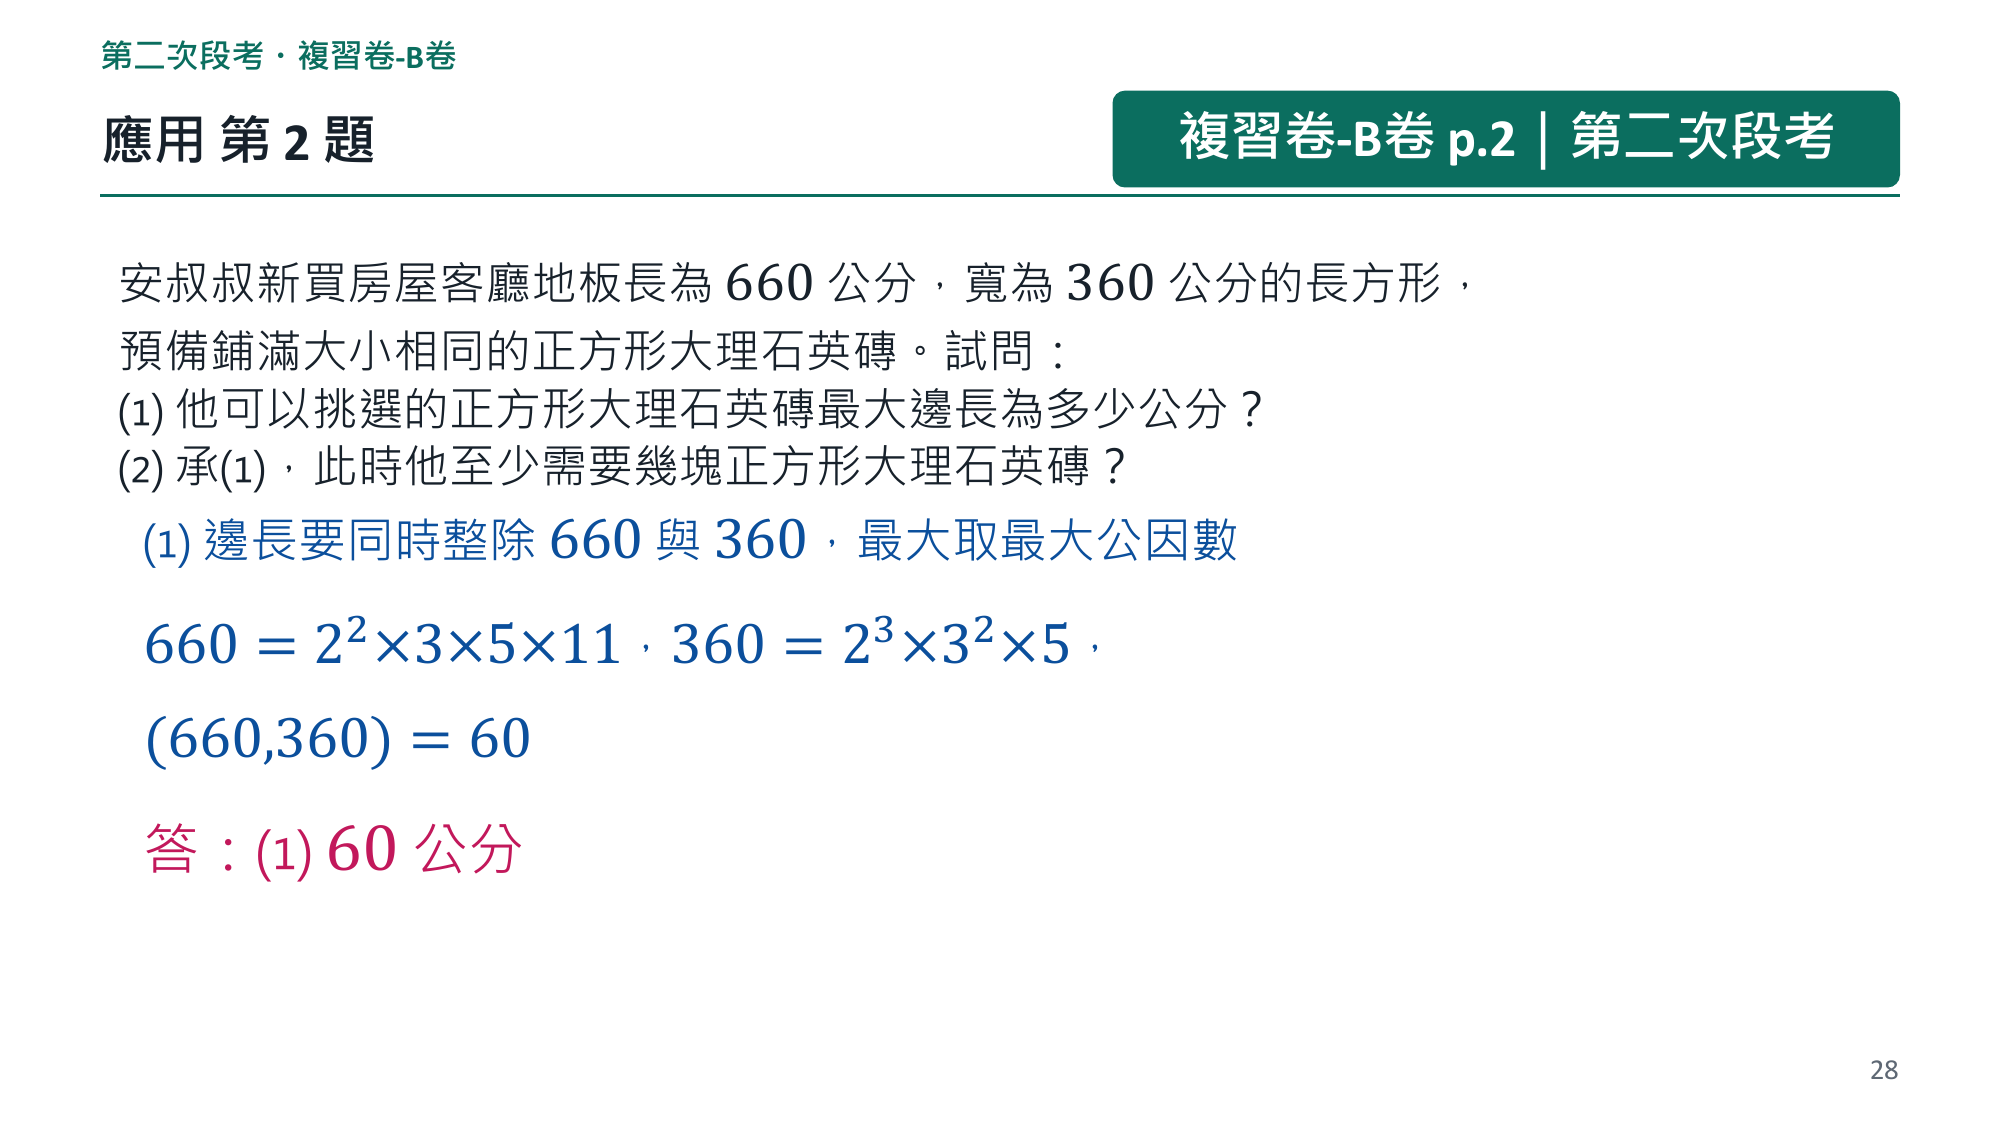 第二次段考・複習卷-B卷
應用 第 2 題
複習卷-B卷 p.2｜第二次段考
安叔叔新買房屋客廳地板長為 660 公分，寬為 360 公分的長方形，
預備鋪滿大小相同的正方形大理石英磚。試問：
(1) 他可以挑選的正方形大理石英磚最大邊長為多少公分？
(2) 承(1)，此時他至少需要幾塊正方形大理石英磚？
(1) 邊長要同時整除 660 與 360，最大取最大公因數
660 = 2²×3×5×11，360 = 2³×3²×5，
(660,360) = 60
答：(1) 60 公分
28